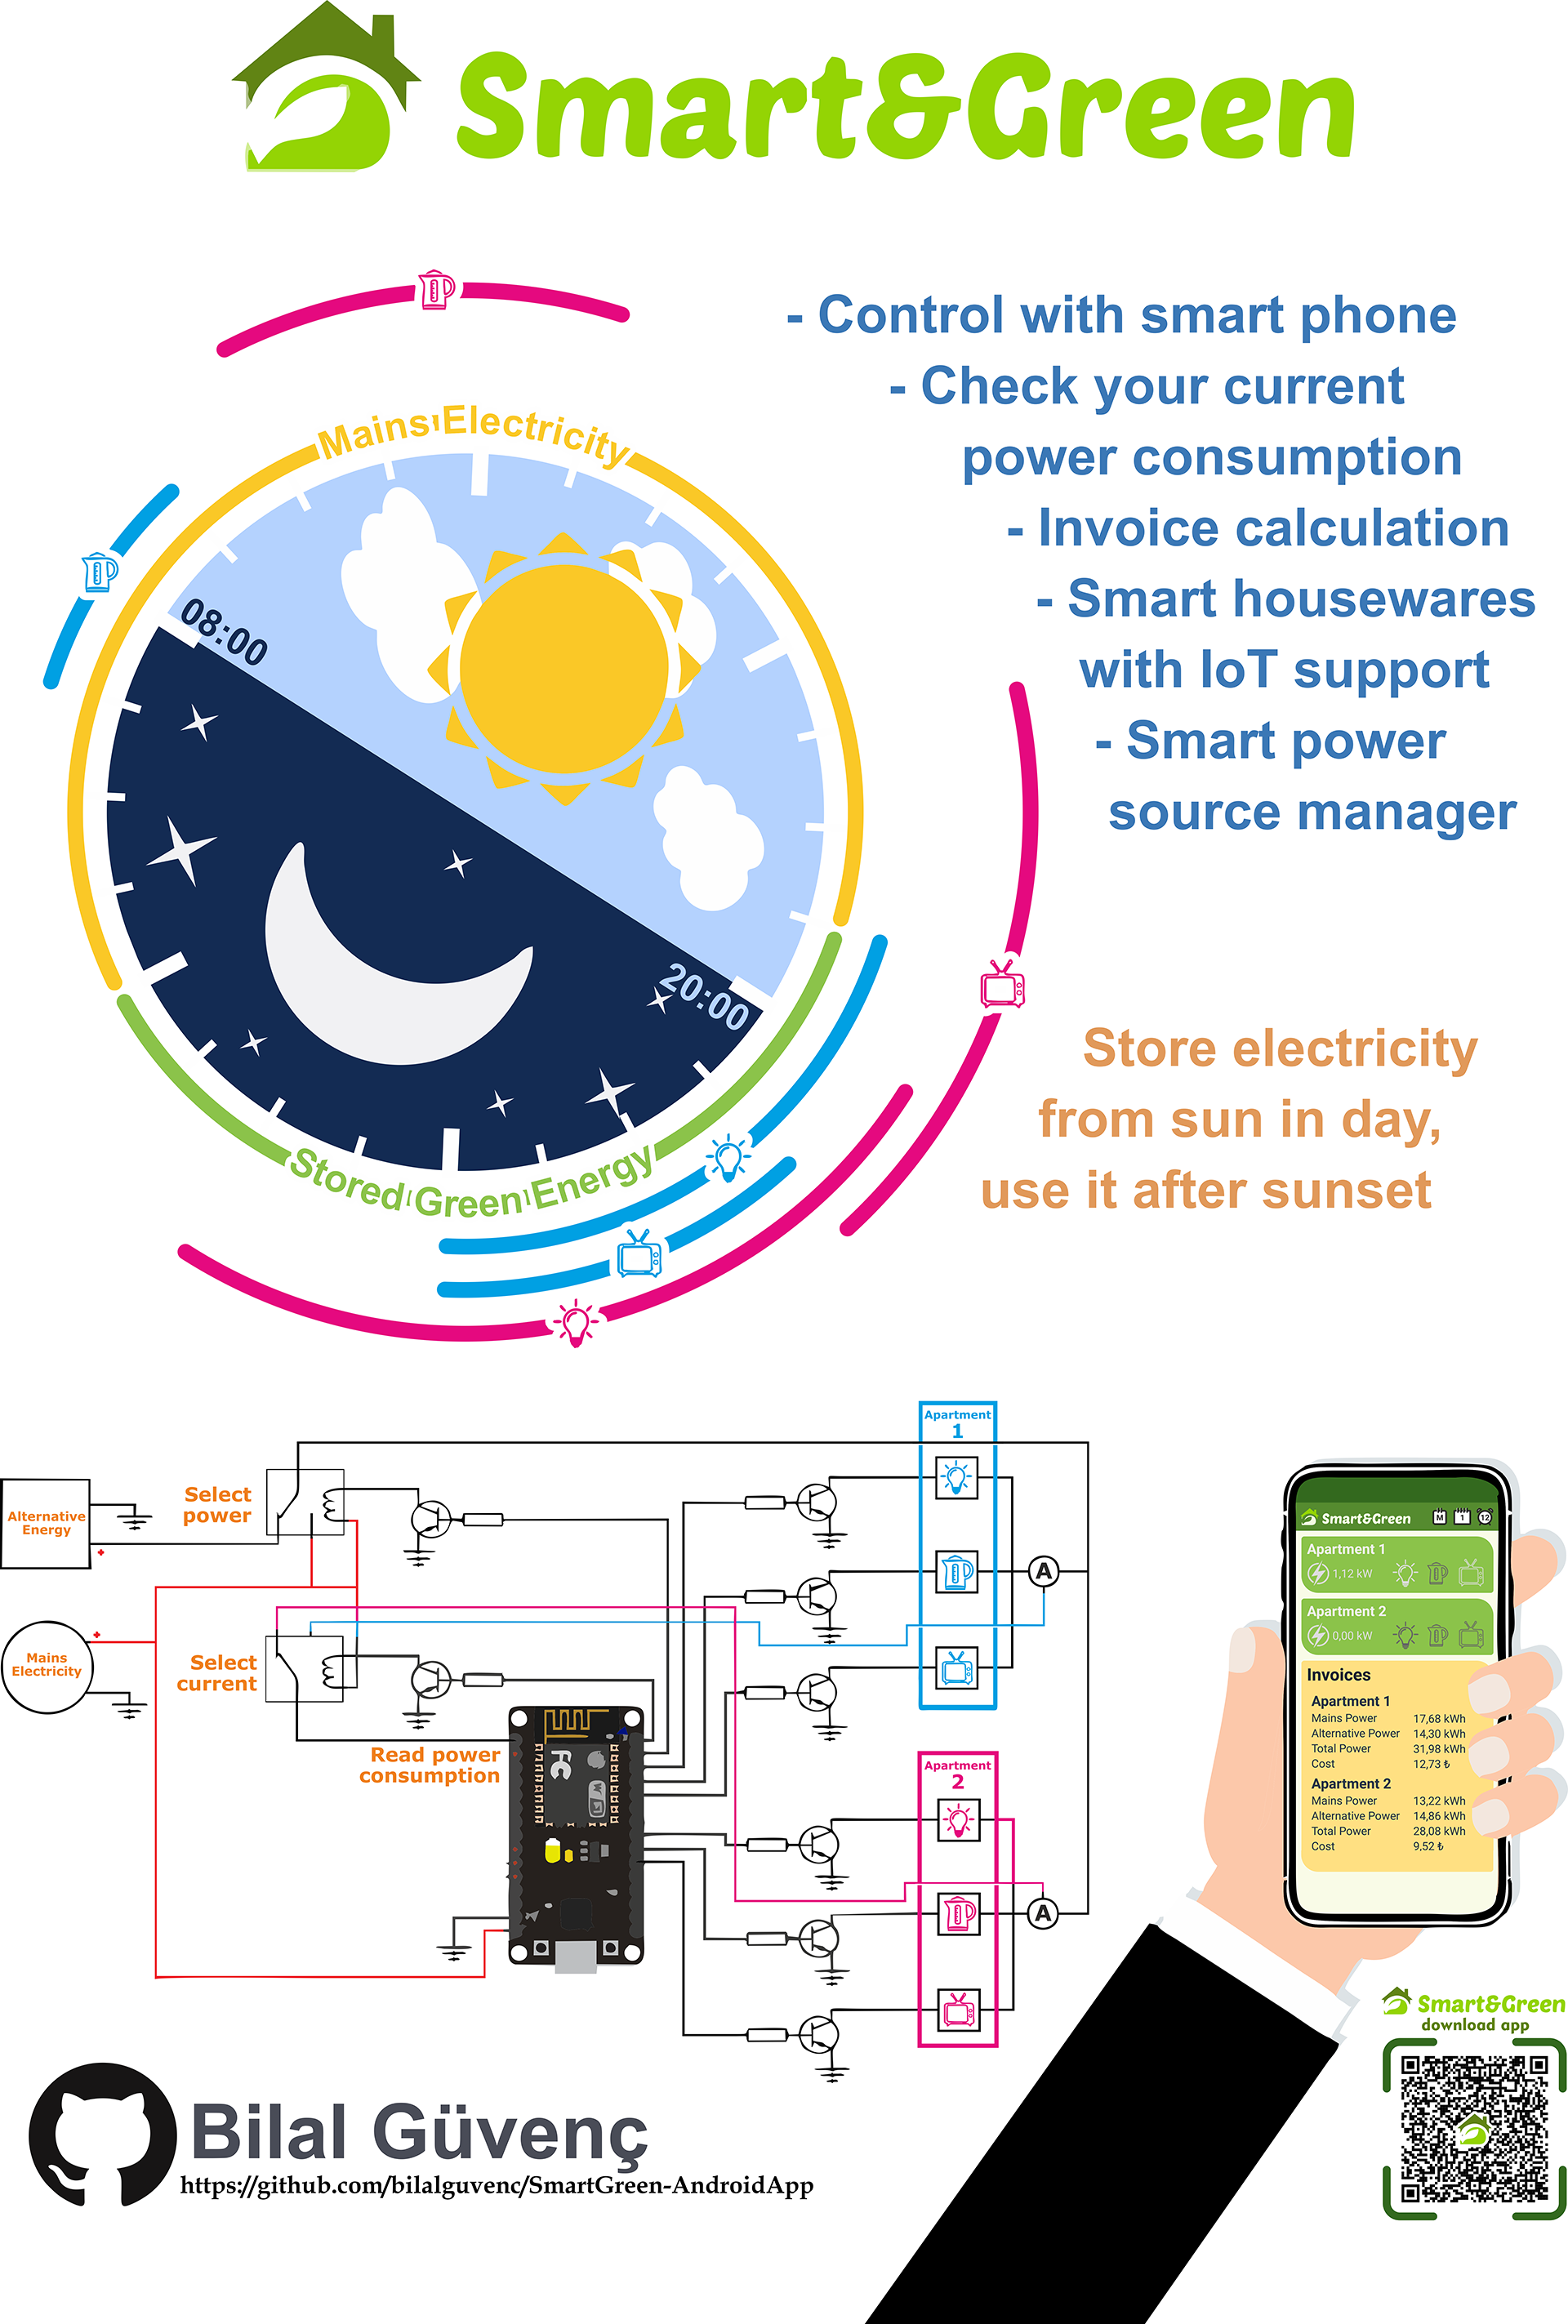 Smart&Green
- Control with smart phone
- Check your current
power consumption
- Invoice calculation
- Smart housewares
with IoT support
- Smart power
source manager
Mains Electricity
08:00
20:00
Stored Green Energy
Store electricity
from sun in day,
use it after sunset
Alternative
Energy
+
Select
power
Mains
Electricity
+
Select
current
Read power
consumption
Apartment
1
A
Apartment
2
A
Smart&Green
M
1
12
Apartment 1
1,12 kW
Apartment 2
0,00 kW
Invoices
Apartment 1
Mains Power 17,68 kWh
Alternative Power 14,30 kWh
Total Power 31,98 kWh
Cost 12,73 ₺
Apartment 2
Mains Power 13,22 kWh
Alternative Power 14,86 kWh
Total Power 28,08 kWh
Cost 9,52 ₺
Smart&Green
download app
Bilal Güvenç
https://github.com/bilalguvenc/SmartGreen-AndroidApp